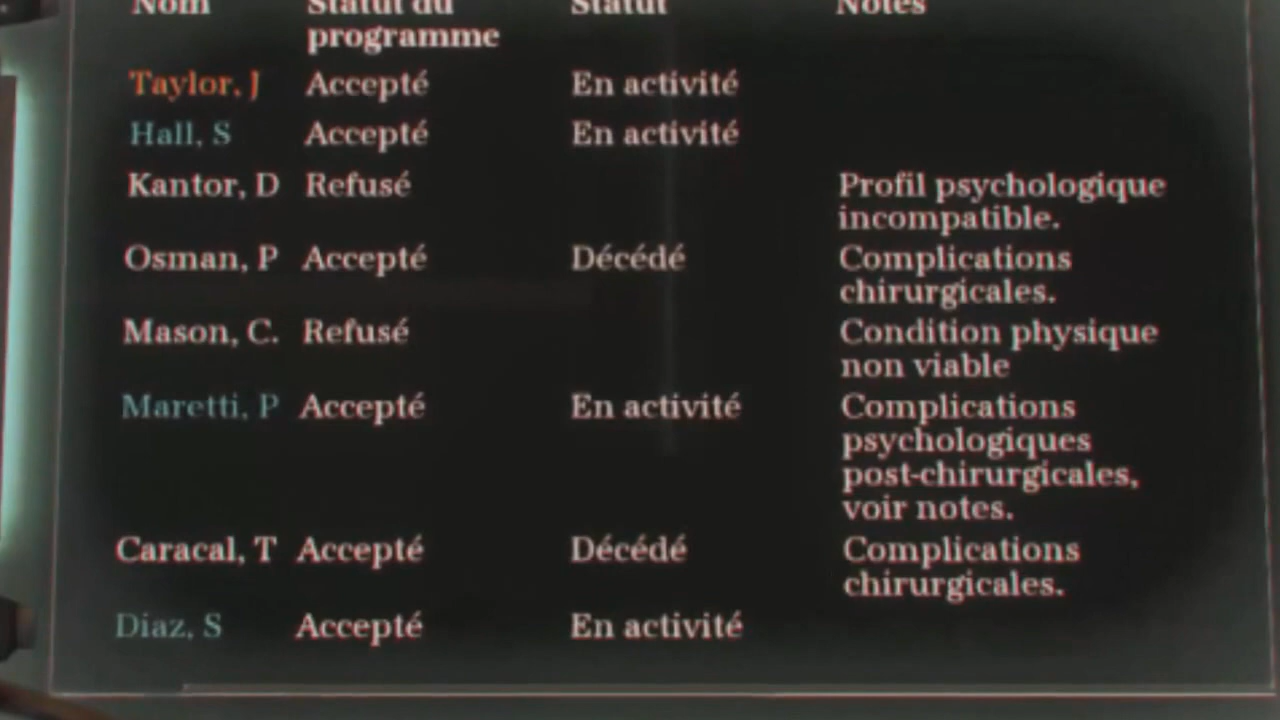 Nom Statut du Statut Notes
programme
Taylor, J Accepté En activité
Hall, S Accepté En activité
Kantor, D Refusé Profil psychologique
incompatible.
Osman, P Accepté Décédé Complications
chirurgicales.
Mason, C. Refusé Condition physique
non viable
Maretti, P Accepté En activité Complications
psychologiques
post-chirurgicales,
voir notes.
Caracal, T Accepté Décédé Complications
chirurgicales.
Diaz, S Accepté En activité